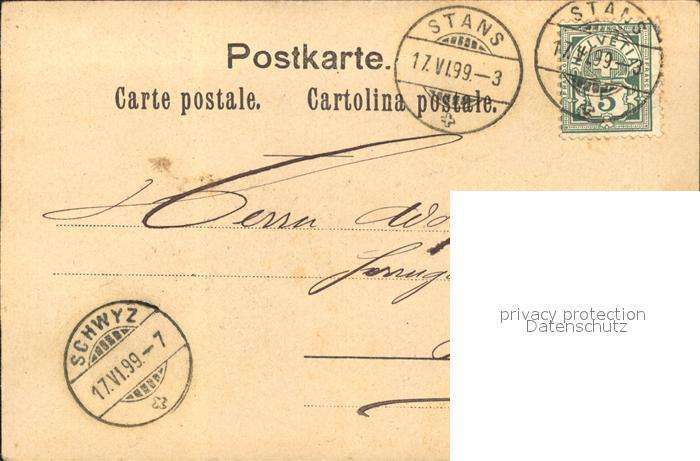 STANS
17.VI.99.–3
STANS
17.VI.99.–3
HELVETIA
5
Postkarte.
Carte postale. Cartolina postale.
Herrn
privacy protection
Datenschutz
SCHWYZ
17.VI.99.–7